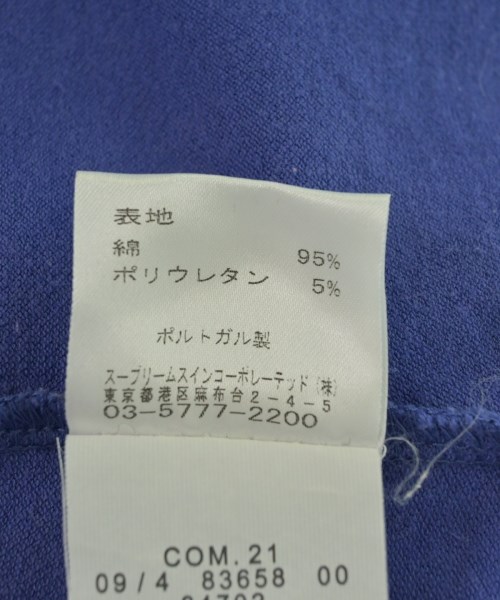 表地
綿 95%
ポリウレタン 5%
ポルトガル製
スープリームスインコーポレーテッド(株)
東京都港区麻布台2-4-5
03-5777-2200
COM.21
09/4 83658 00